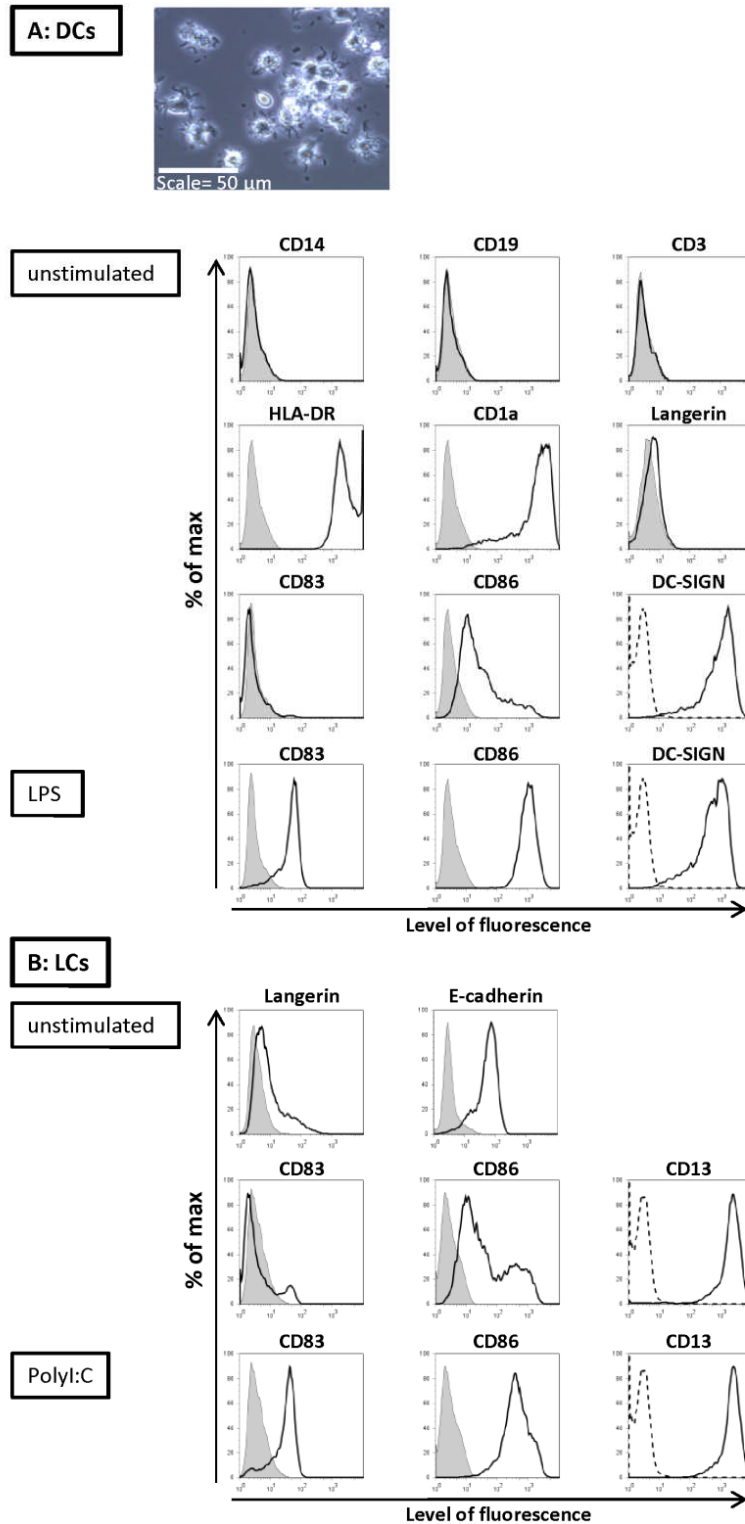 A: DCs
Scale= 50 µm
unstimulated
CD14 CD19 CD3
HLA-DR CD1a Langerin
CD83 CD86 DC-SIGN
LPS
CD83 CD86 DC-SIGN
% of max
Level of fluorescence
B: LCs
unstimulated
Langerin E-cadherin
CD83 CD86 CD13
PolyI:C
CD83 CD86 CD13
% of max
Level of fluorescence